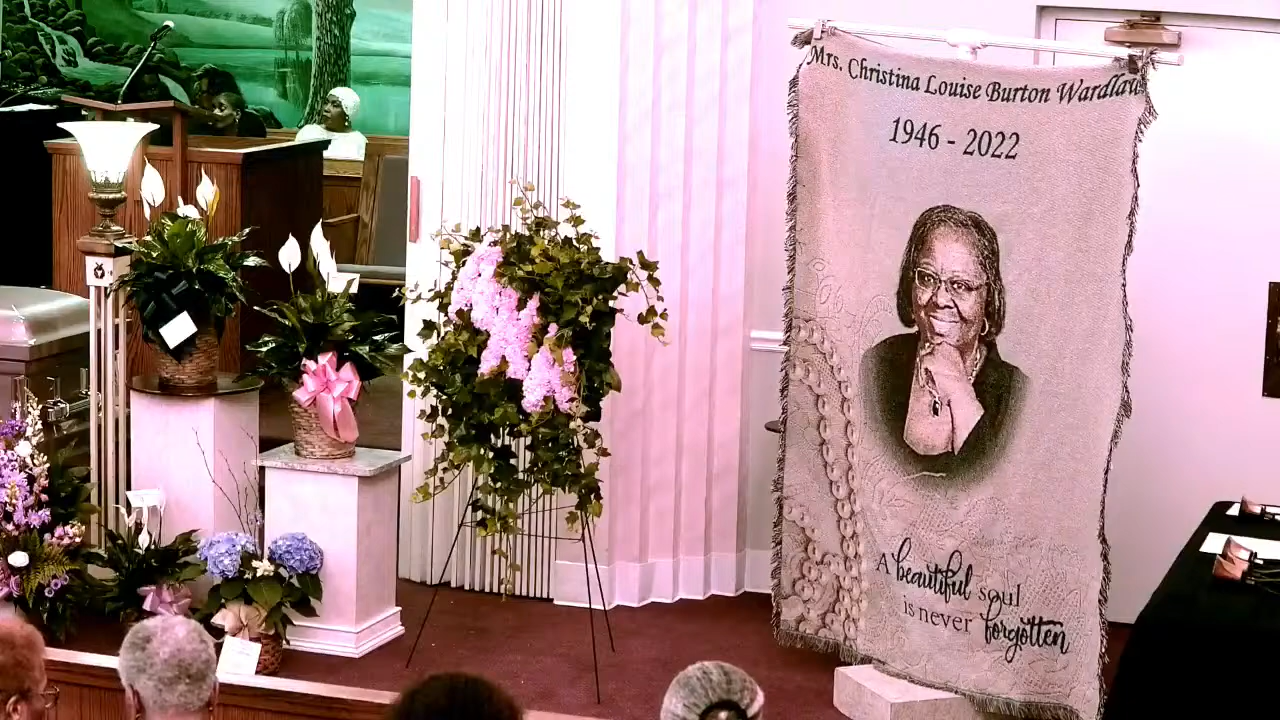 Mrs. Christina Louise Burton Wardlaw
1946 - 2022
A beautiful soul
is never forgotten